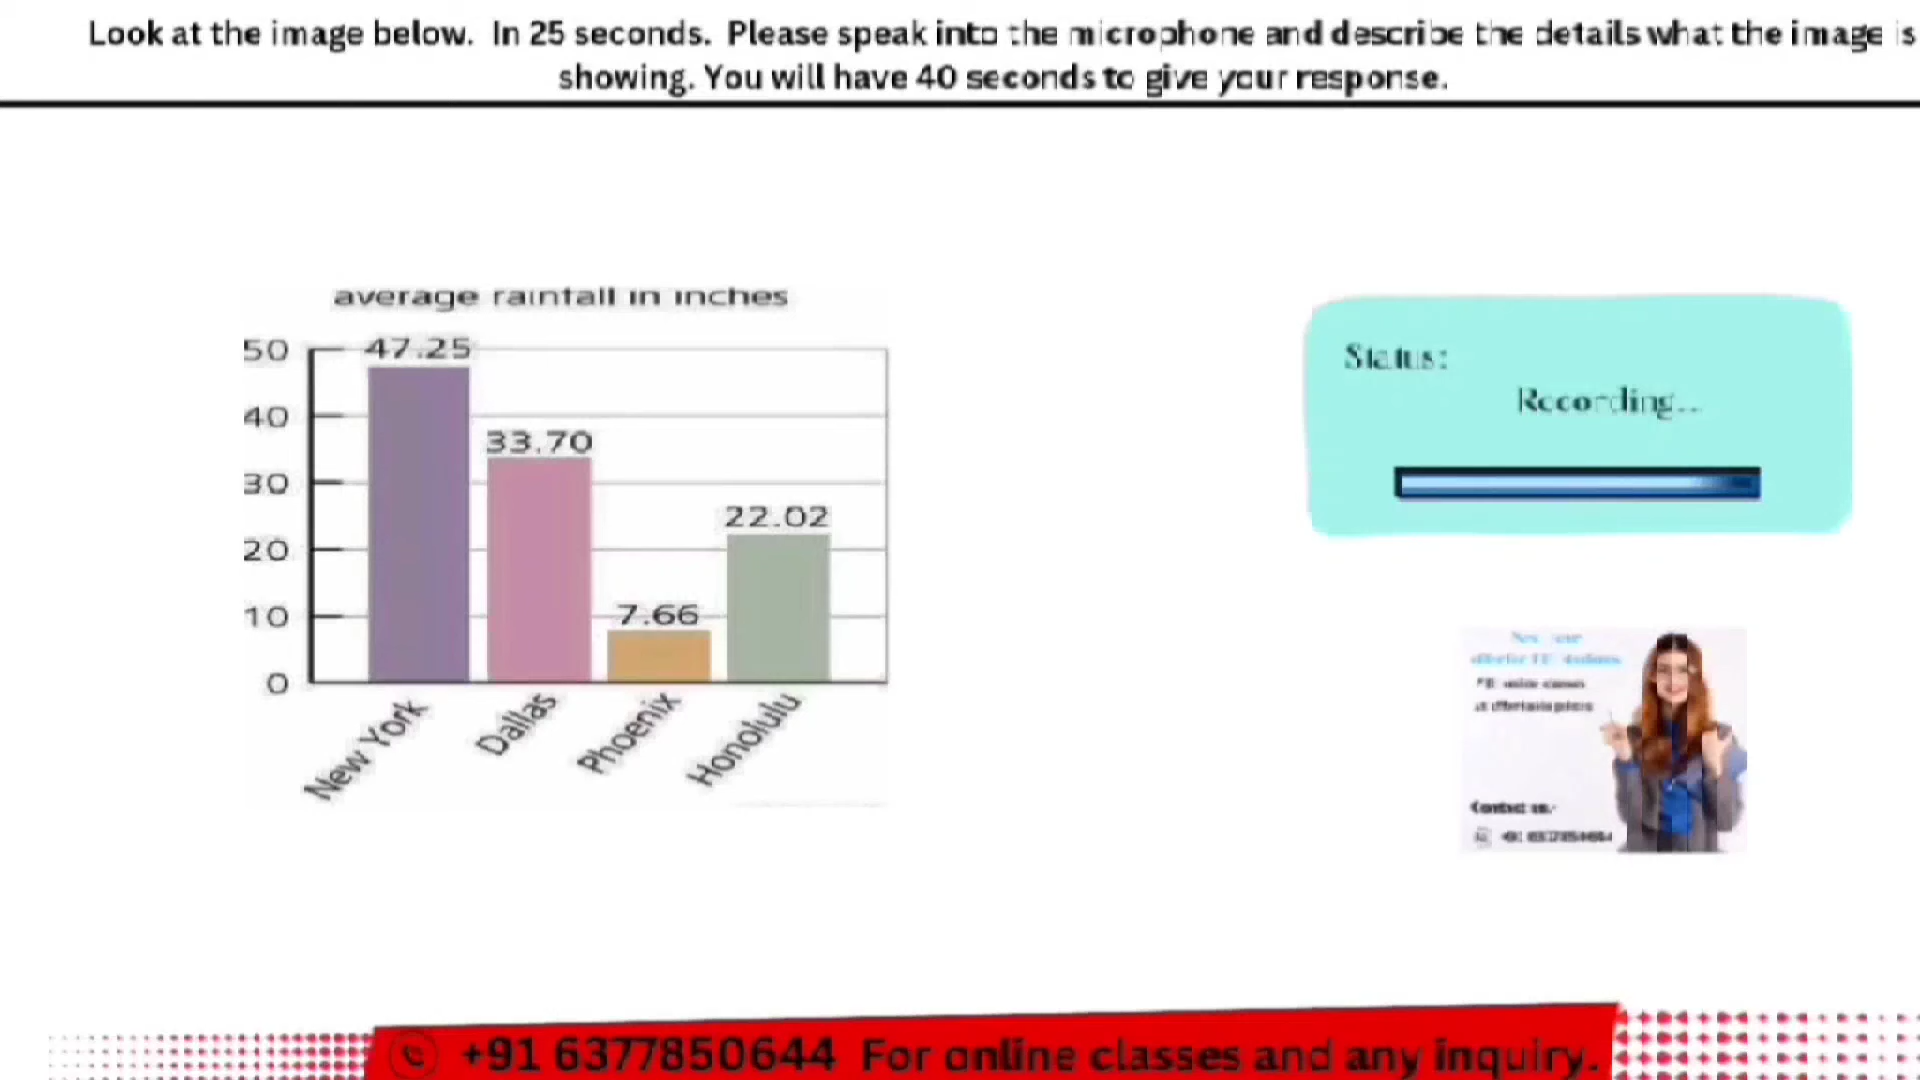 Look at the image below. In 25 seconds. Please speak into the microphone and describe the details what the image is
showing. You will have 40 seconds to give your response.
average rainfall in inches
50
47.25
40
33.70
30
22.02
20
10
7.66
0
New York
Dallas
Phoenix
Honolulu
Status:
Recording...
Contact us:-
+91 6377850644 For online classes and any inquiry.